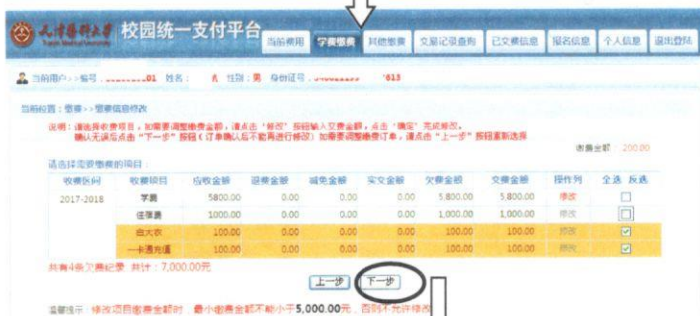 天津医科大学 校园统一支付平台
当前费用 学费缴费 其他缴费 交易记录查询 已交费信息 报名信息 个人信息 退出登陆
当前用户>>编号: 01 姓名: 性别:男 身份证号: '613
当前位置:缴费>>缴费信息修改
说明:请选择收费项目,如需要调整缴费金额,请点击"修改"按钮输入交费金额,点击"确定"完成修改。
确认无误后点击"下一步"按钮(订单确认后不能再进行修改)如需要调整缴费订单,请点击"上一步"按钮重新选择
缴费金额:200.00
请选择需要缴费的项目:
收费区间 收费项目 应收金额 退费金额 减免金额 实交金额 欠费金额 交费金额 操作列 全选 反选
2017-2018 学费 5800.00 0.00 0.00 0.00 5,800.00 5,800.00 修改
住宿费 1000.00 0.00 0.00 0.00 1,000.00 1,000.00 修改
白大衣 100.00 0.00 0.00 0.00 100.00 100.00 修改
一卡通充值 100.00 0.00 0.00 0.00 100.00 100.00 修改
共有4条欠费纪录 共计:7,000.00元
上一步 下一步
温馨提示:修改项目缴费金额时,最小缴费金额不能小于5,000.00元,否则不允许修改